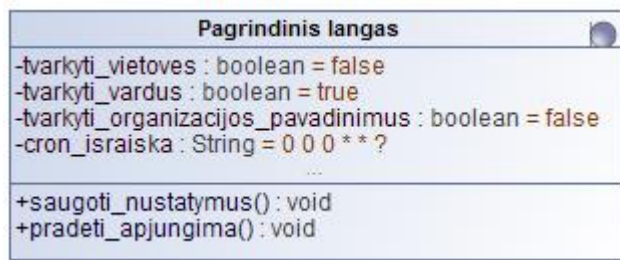 Pagrindinis langas
-tvarkyti_vietoves : boolean = false
-tvarkyti_vardus : boolean = true
-tvarkyti_organizacijos_pavadinimus : boolean = false
-cron_israiska : String = 0 0 0 * * ?
...
+saugoti_nustatymus() : void
+pradeti_apjungima() : void